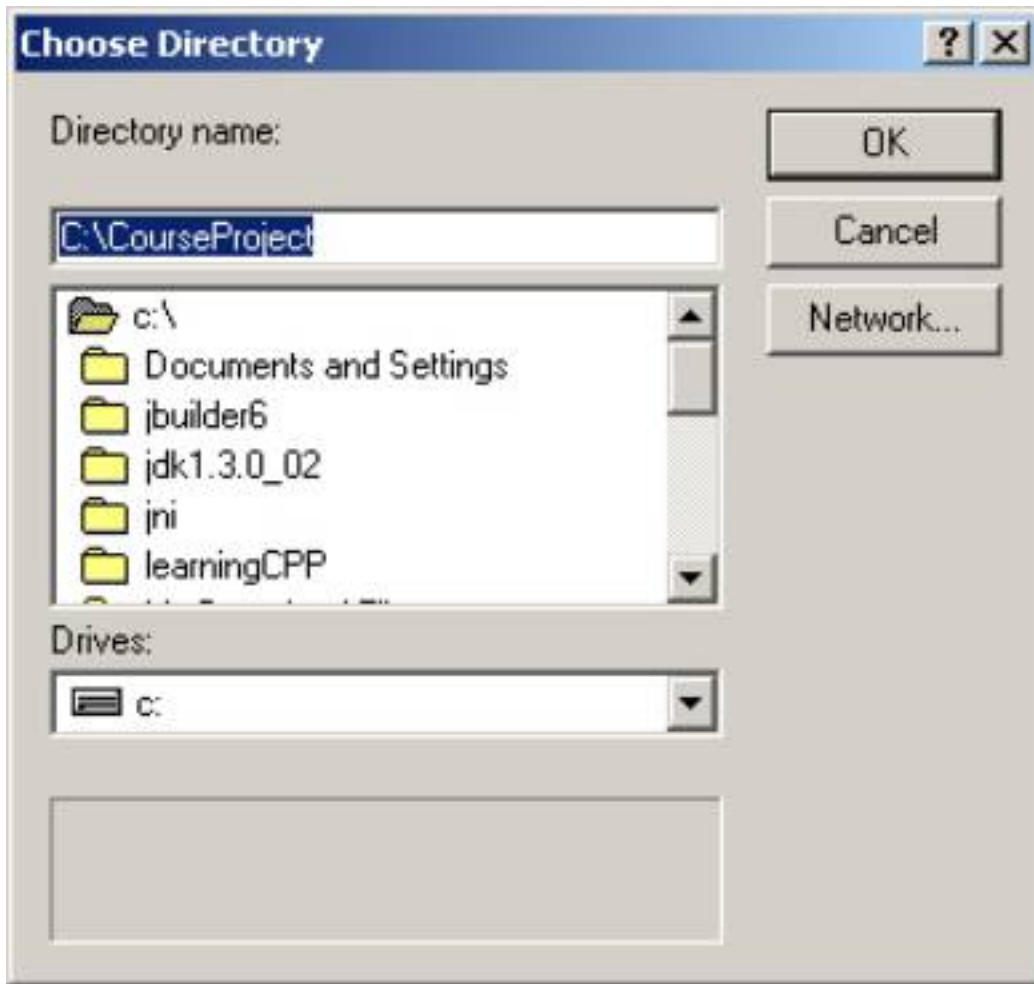 Choose Directory
Directory name:
OK
C:\CourseProject
Cancel
c:\
Network...
Documents and Settings
jbuilder6
jdk1.3.0_02
jni
learningCPP
Drives:
c: